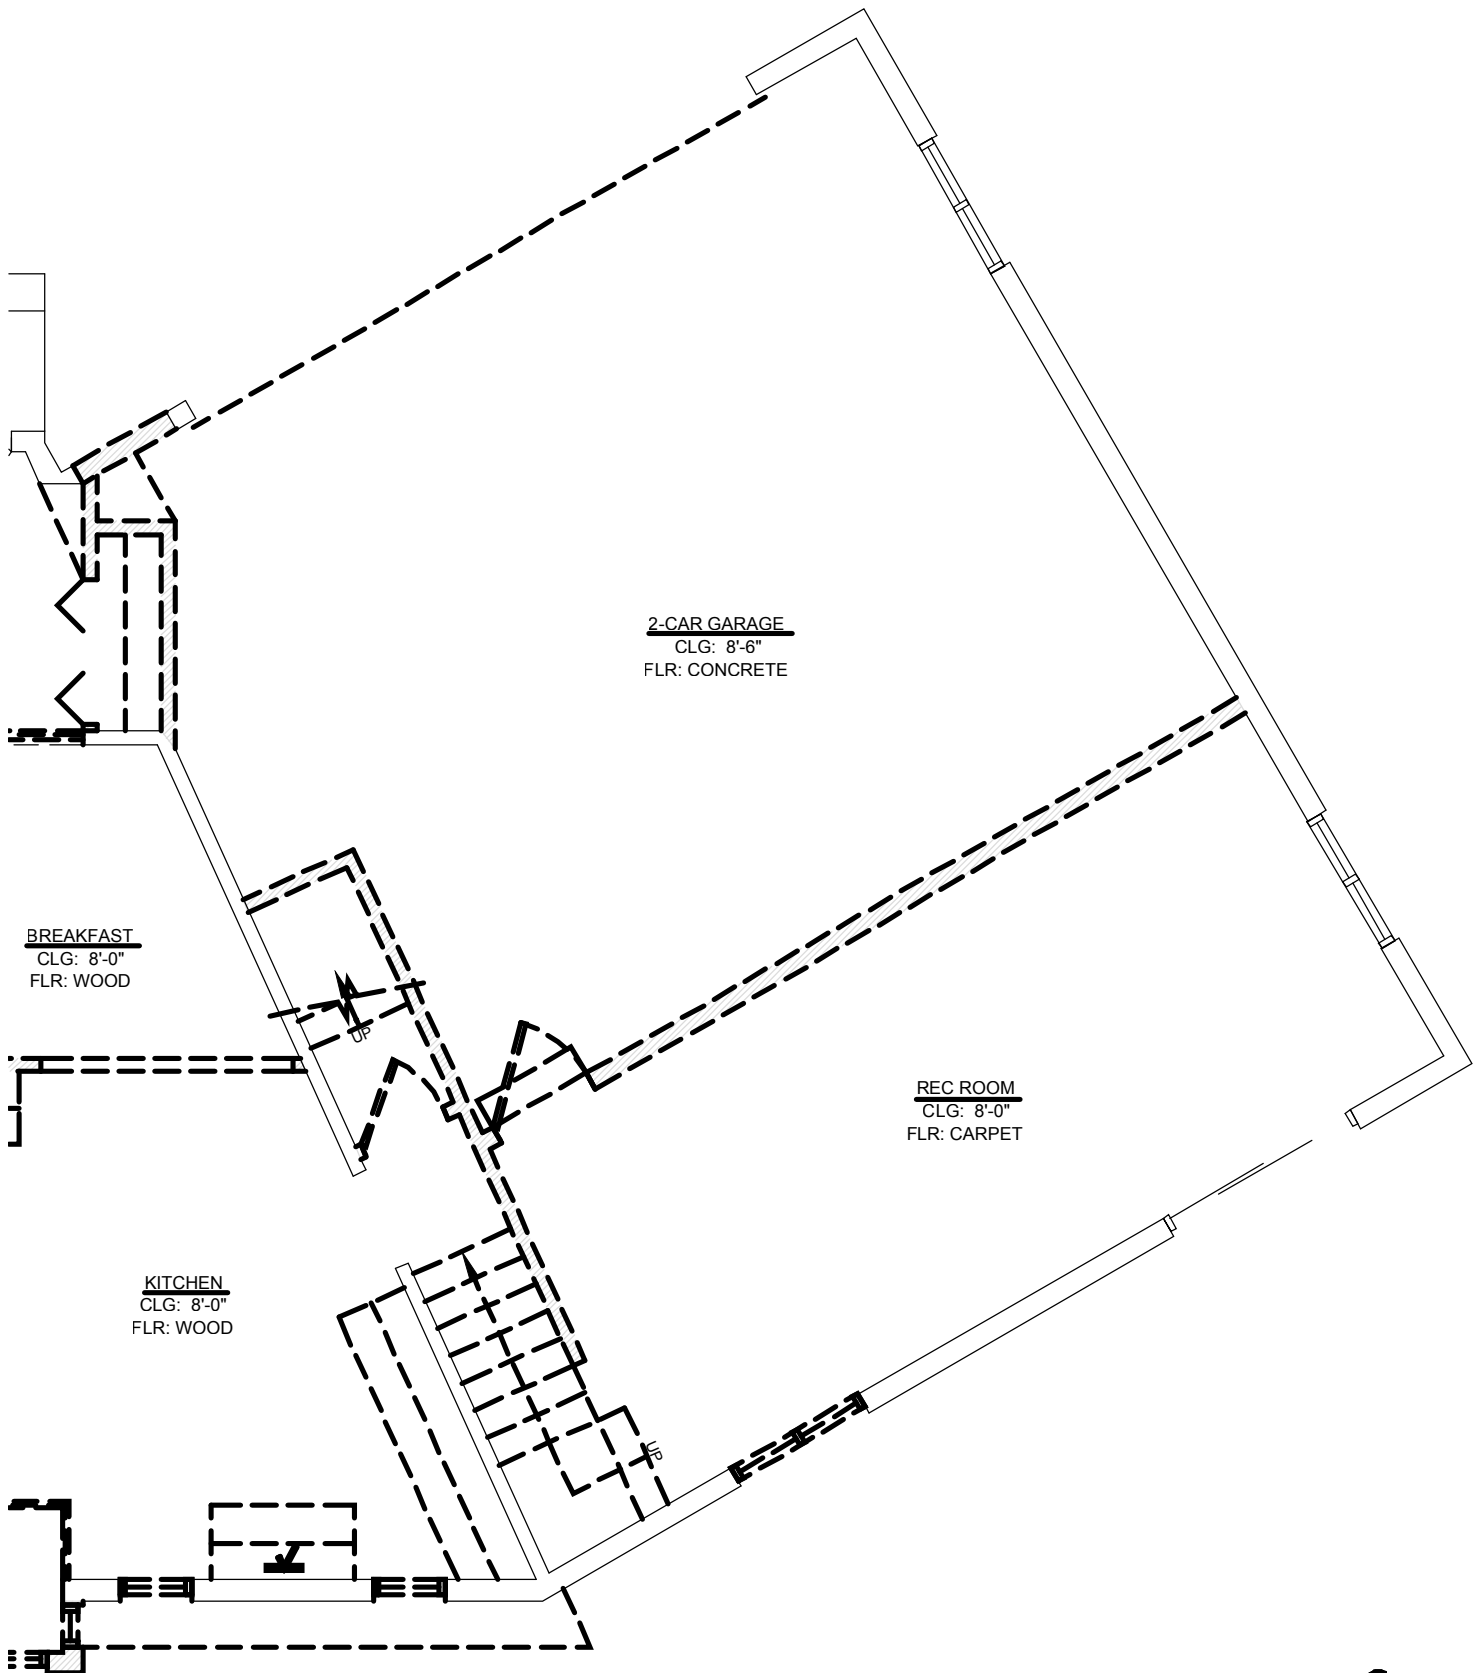 2-CAR GARAGE
CLG: 8'-6"
FLR: CONCRETE
BREAKFAST
CLG: 8'-0"
FLR: WOOD
UP
REC ROOM
CLG: 8'-0"
FLR: CARPET
KITCHEN
CLG: 8'-0"
FLR: WOOD
UP